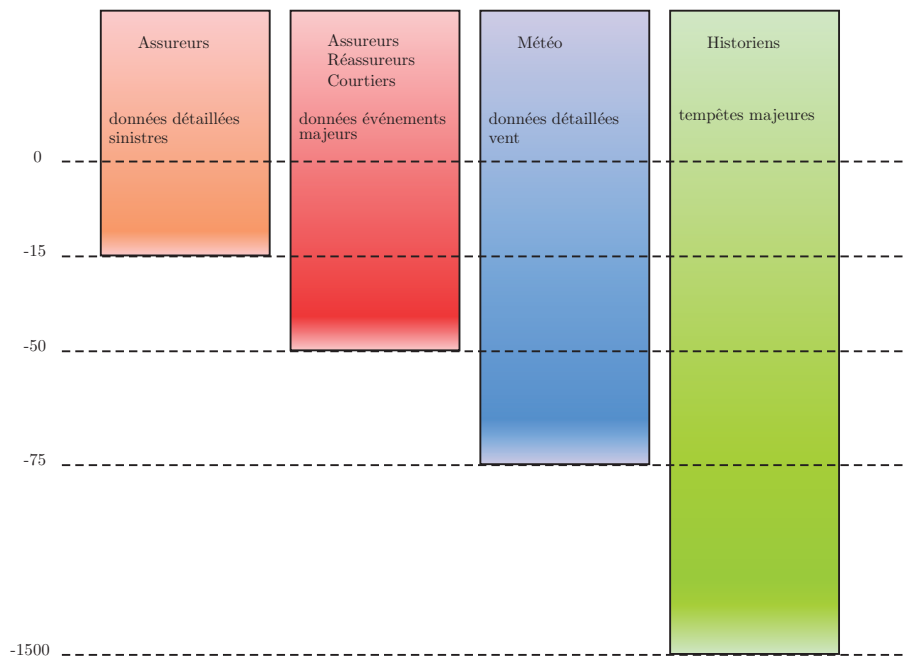 Assureurs
données détaillées
sinistres
Assureurs
Réassureurs
Courtiers
données événements
majeurs
Météo
données détaillées
vent
Historiens
tempêtes majeures
0
-15
-50
-75
-1500